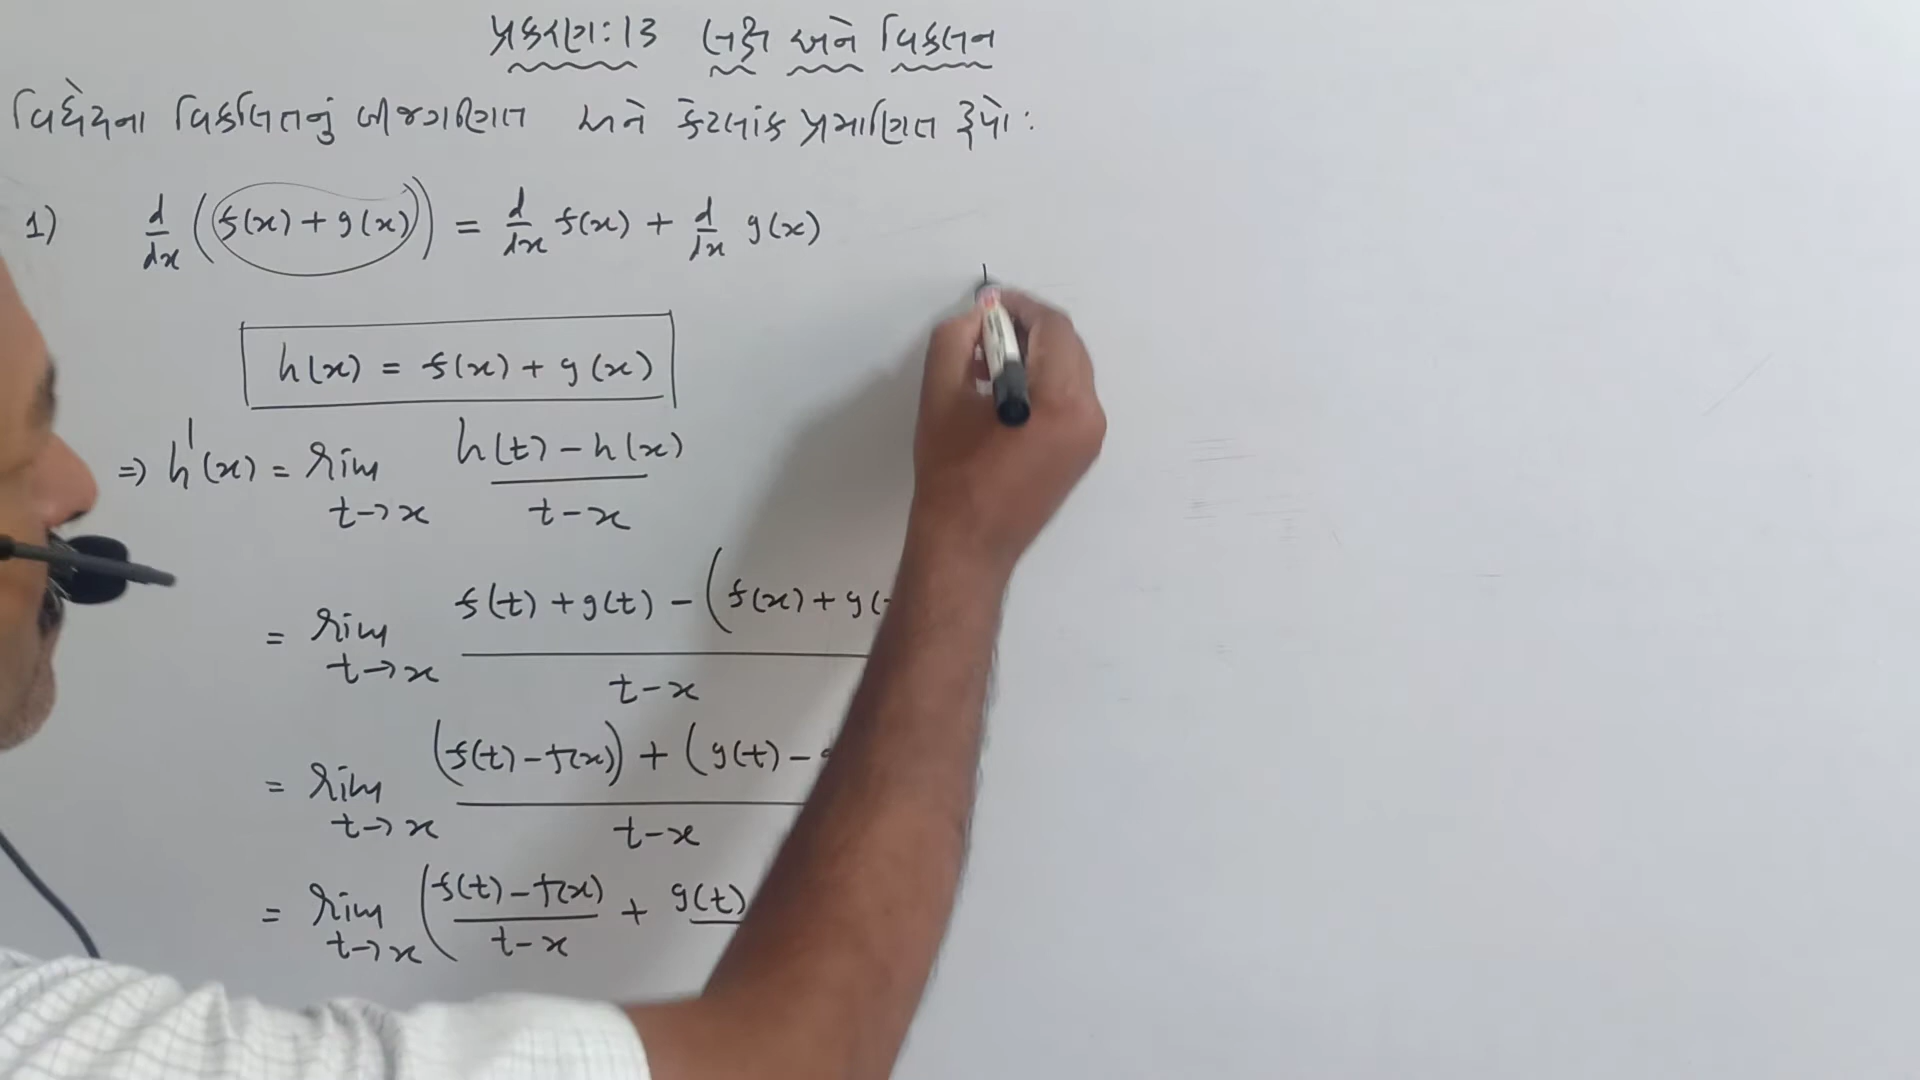 પ્રકરણ:13 લક્ષ અને વિકલન
વિધેયના વિકલિતનું બીજગણિત અને કેટલાંક પ્રમાણિત રૂપો:
1) d/dx (f(x) + g(x)) = d/dx f(x) + d/dx g(x)
h(x) = f(x) + g(x)
⇒ h'(x) = lim t→x h(t) - h(x) / t - x
= lim t→x f(t) + g(t) - (f(x) + g( / t - x
= lim t→x (f(t) - f(x)) + (g(t) - / t - x
= lim t→x (f(t) - f(x) / t - x + g(t)